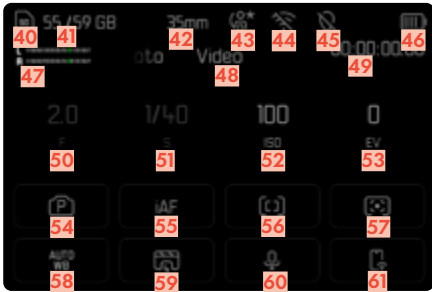 55/59 GB 35mm
40 41 42 43 44 45 46
L
R Video 00:00:00
47 48 49
2.0 1/40 100 0
F S ISO EV
50 51 52 53
P iAF
54 55 56 57
AUTO
WB
58 59 60 61